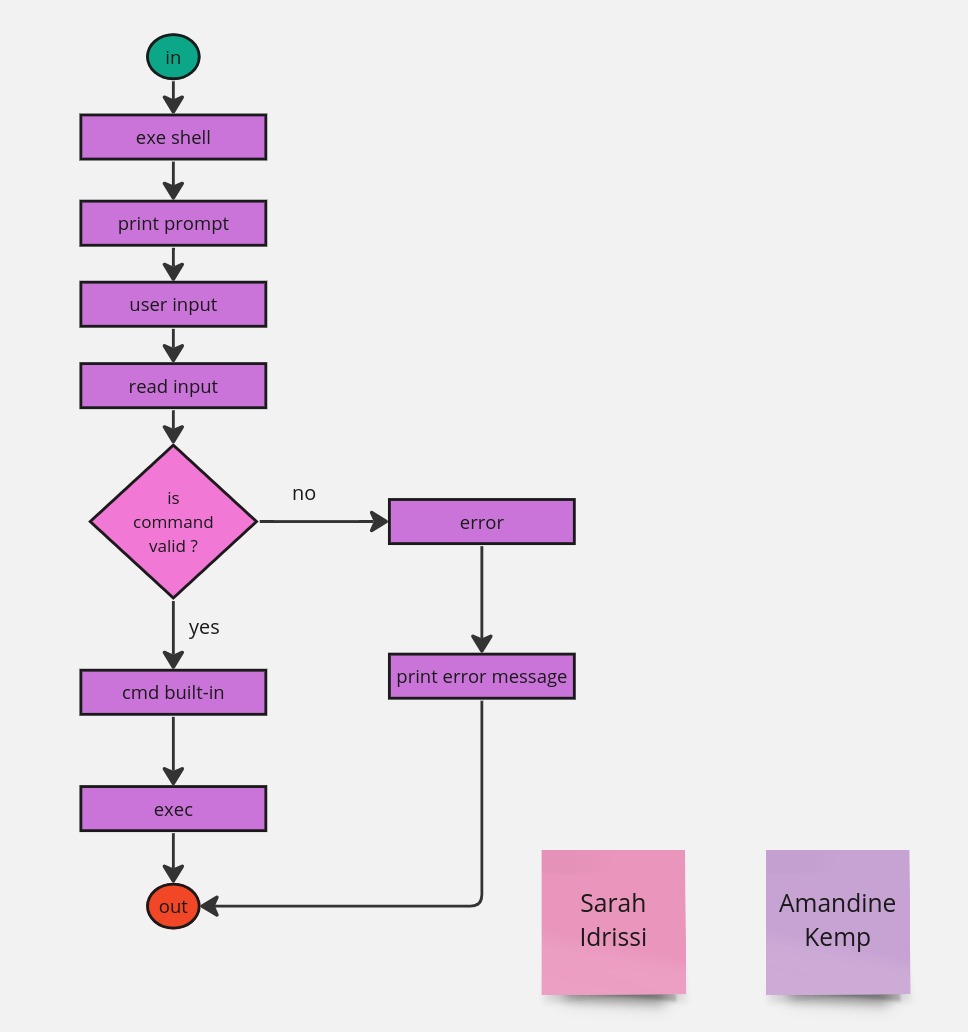 in
exe shell
print prompt
user input
read input
is
command
valid ?
no
error
yes
print error message
cmd built-in
exec
out
Sarah
Idrissi
Amandine
Kemp